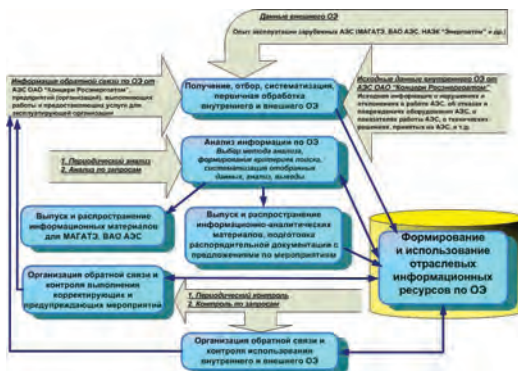 Данные внешнего ОЭ
Опыт эксплуатации зарубежных АЭС (МАГАТЭ, ВАО АЭС, НАЭК "Энергоатом" и др.)
Информация обратной связи по ОЭ от
АЭС ОАО "Концерн Росэнергоатом",
предприятий (организаций), выполняющих
работы и предоставляющих услуги для
эксплуатирующей организации
Получение, отбор, систематизация,
первичная обработка
внутреннего и внешнего ОЭ
Исходные данные внутреннего ОЭ от
АЭС ОАО "Концерн Росэнергоатом"
Исходная информация о нарушениях и
отклонениях в работе АЭС, об отказах и
повреждениях оборудования АЭС, о
показателях работы АЭС, о технических
решениях, принятых на АЭС, и т.д.
1. Периодический анализ
2. Анализ по запросам
Анализ информации по ОЭ
Выбор метода анализа,
формирование критериев поиска,
систематизация отобранных
данных, анализ, выводы
Выпуск и распространение
информационных материалов
для МАГАТЭ, ВАО АЭС
Выпуск и распространение
информационно-аналитических
материалов, подготовка
распорядительной документации с
предложениями по мероприятиям
Формирование
и использование
отраслевых
информационных
ресурсов по ОЭ
Организация обратной связи и
контроля выполнения
корректирующих и
предупреждающих мероприятий
1. Периодический контроль
2. Контроль по запросам
Организация обратной связи и
контроля использования
внутреннего и внешнего ОЭ